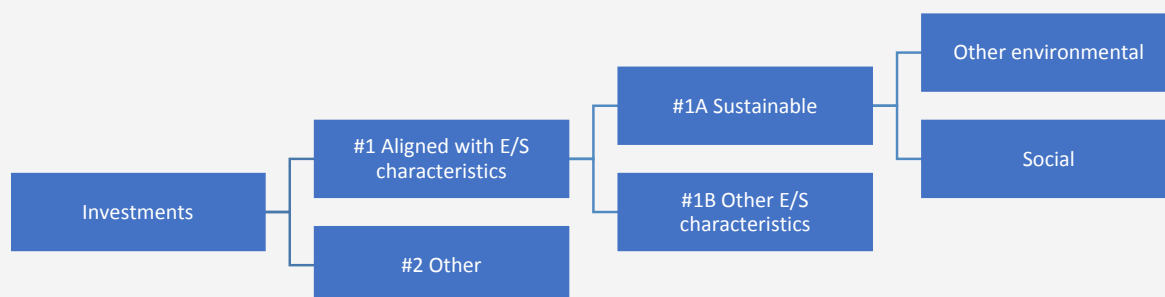 Investments
#1 Aligned with E/S
characteristics
#2 Other
#1A Sustainable
#1B Other E/S
characteristics
Other environmental
Social